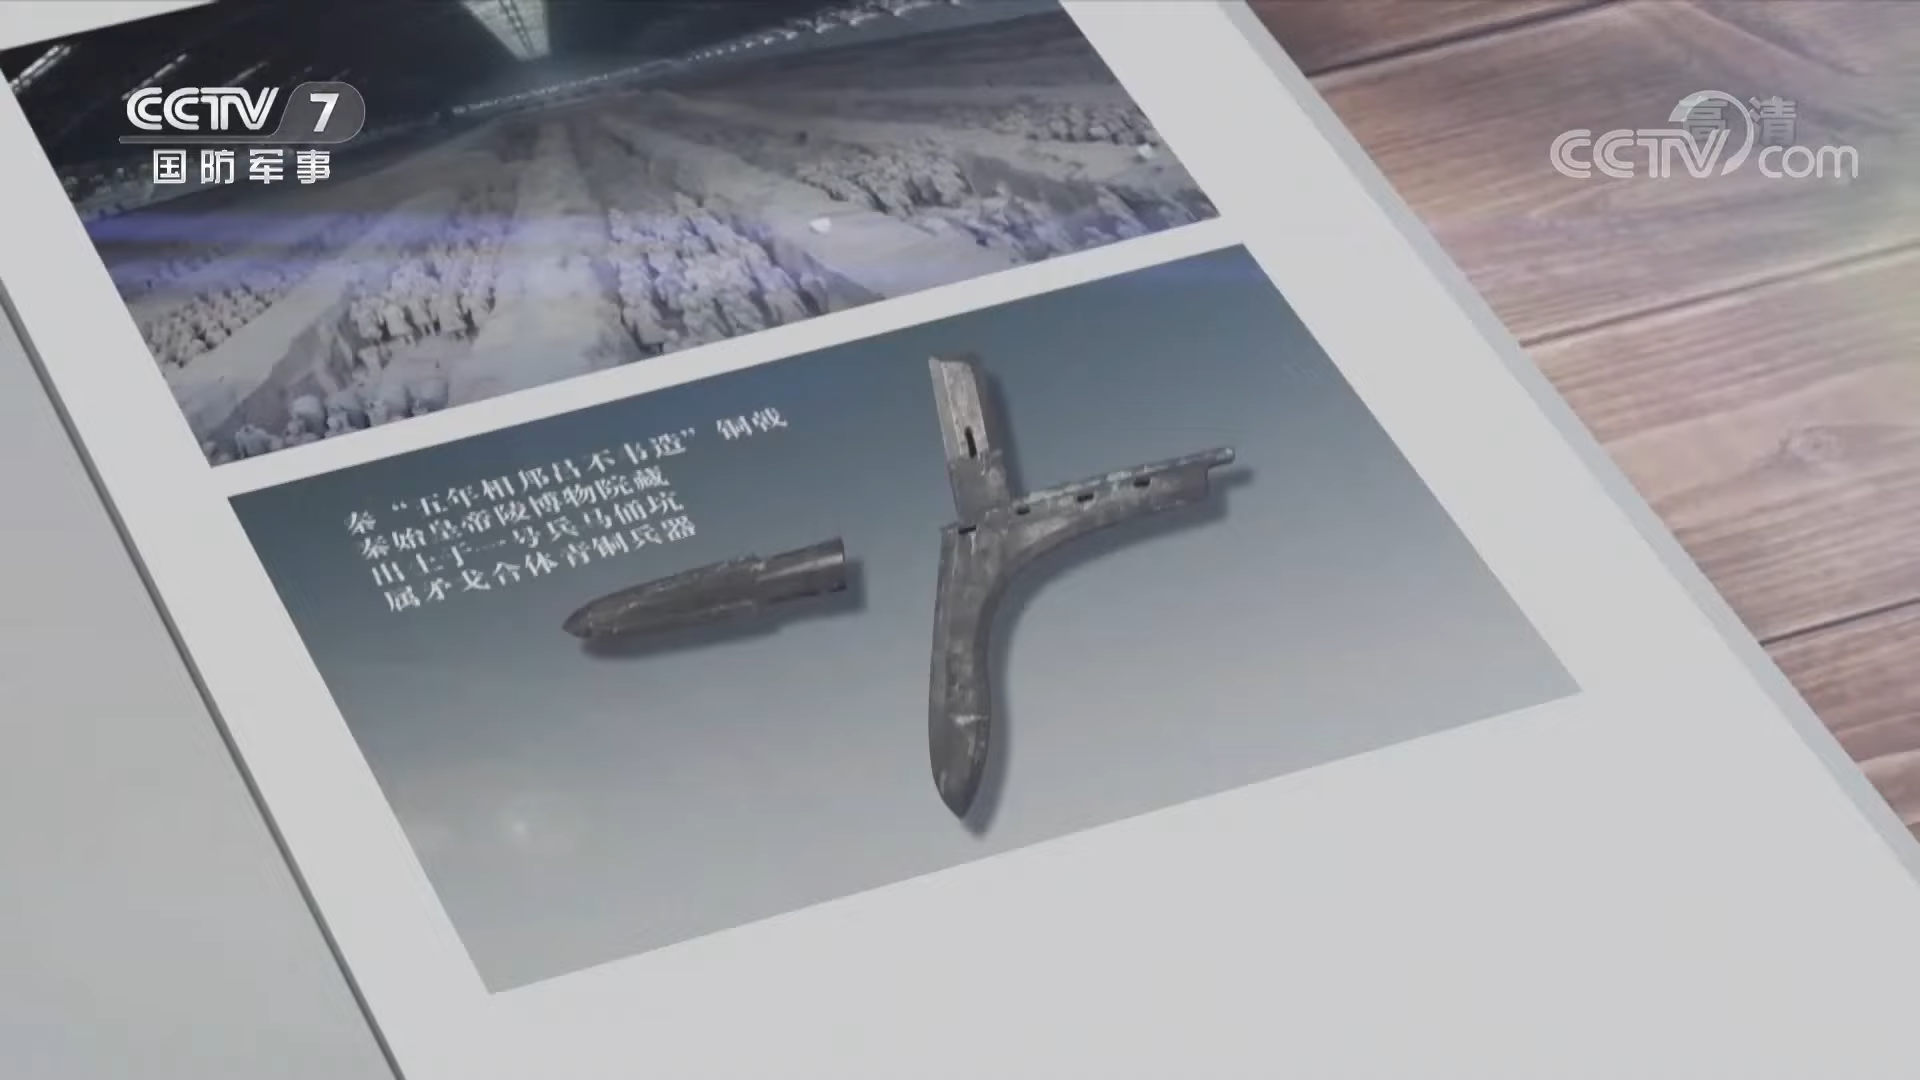 CCTV 7
国防军事
高清
CCTV com
秦“五年相邦吕不韦造”铜戟
秦始皇帝陵博物院藏
出土于一号兵马俑坑
属矛戈合体青铜兵器